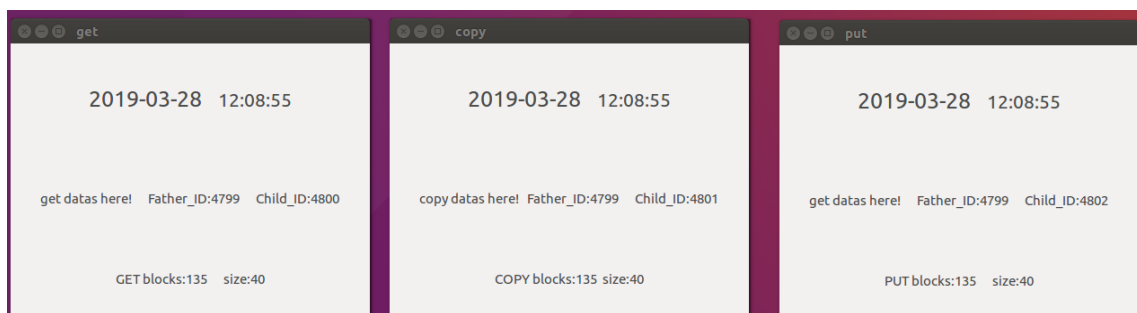 get
2019-03-28 12:08:55
get datas here! Father_ID:4799 Child_ID:4800
GET blocks:135 size:40
copy
2019-03-28 12:08:55
copy datas here! Father_ID:4799 Child_ID:4801
COPY blocks:135 size:40
put
2019-03-28 12:08:55
get datas here! Father_ID:4799 Child_ID:4802
PUT blocks:135 size:40